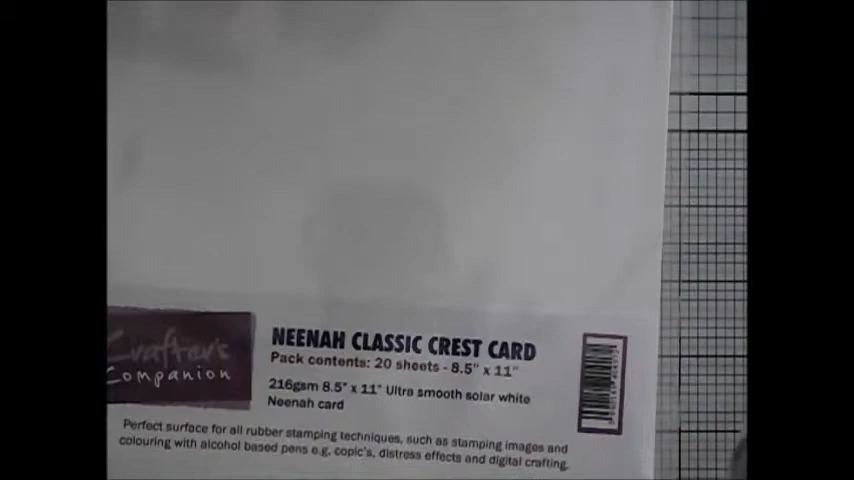 Crafter's
Companion
NEENAH CLASSIC CREST CARD
Pack contents: 20 sheets - 8.5" x 11"
216gsm 8.5" x 11" Ultra smooth solar white
Neenah card
Perfect surface for all rubber stamping techniques, such as stamping images and
colouring with alcohol based pens e.g. copic's, distress effects and digital crafting.